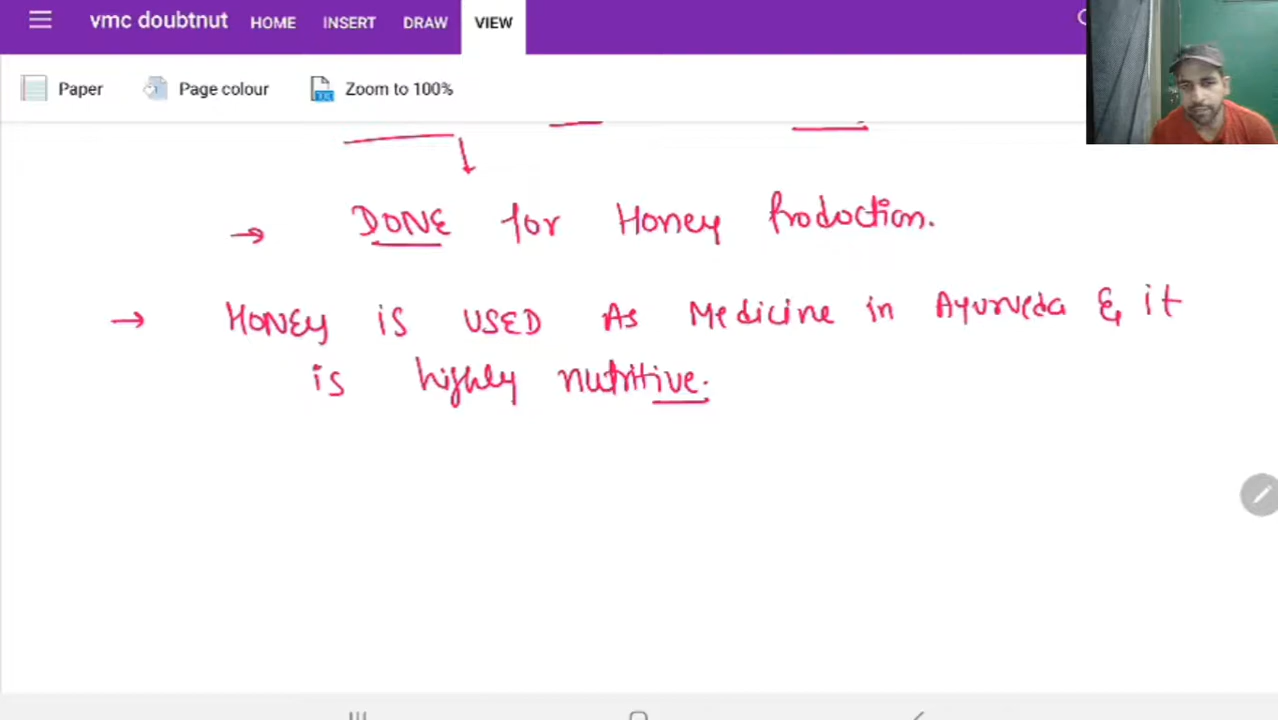 vmc doubtnut HOME INSERT DRAW VIEW
Paper Page colour Zoom to 100%
→ DONE for Honey Production.
→ HONEy is USED As Medicine in Ayurveda & it
is highly nutritive.